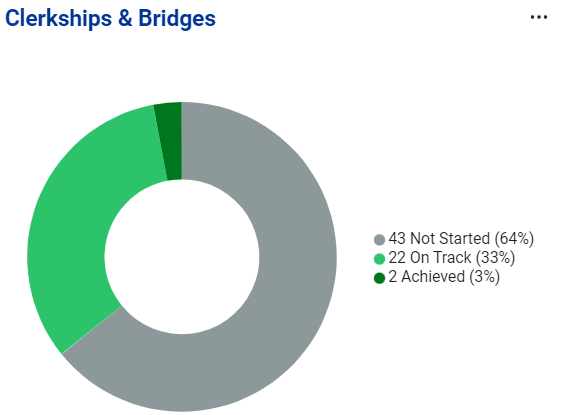 Clerkships & Bridges
43 Not Started (64%)
22 On Track (33%)
2 Achieved (3%)